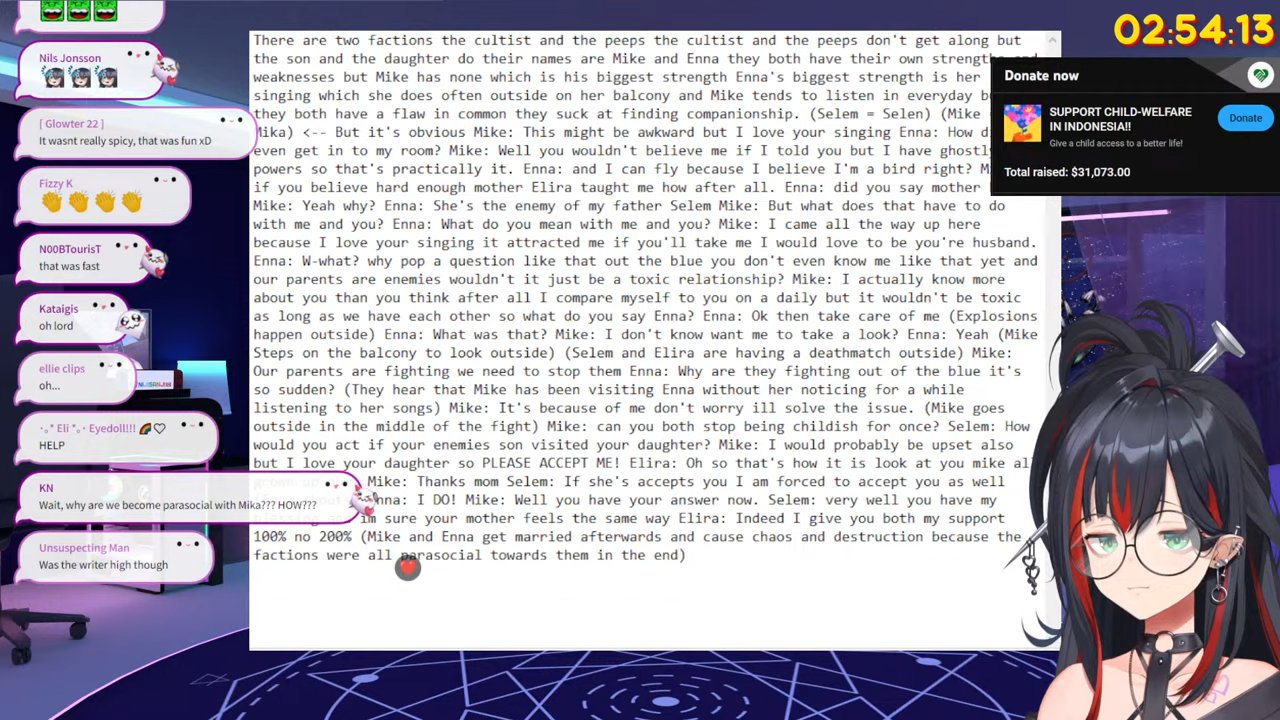 Nils Jonsson
[ Glowter 22 ]
It wasnt really spicy, that was fun xD
Fizzy K
N00BTourisT
that was fast
Kataigis
oh lord
ellie clips
oh...
·˳* Eli *˳· Eyedoll!!! 🌈♡
HELP
KN
Wait, why are we become parasocial with Mika??? HOW???
Unsuspecting Man
Was the writer high though
There are two factions the cultist and the peeps the cultist and the peeps don't get along but
the son and the daughter do their names are Mike and Enna they both have their own strengths and
weaknesses but Mike has none which is his biggest strength Enna's biggest strength is her
singing which she does often outside on her balcony and Mike tends to listen in everyday
they both have a flaw in common they suck at finding companionship. (Selem = Selen) (Mike
Mika) <-- But it's obvious Mike: This might be awkward but I love your singing Enna: How
even get in to my room? Mike: Well you wouldn't believe me if I told you but I have ghostly
powers so that's practically it. Enna: and I can fly because I believe I'm a bird right?
if you believe hard enough mother Elira taught me how after all. Enna: did you say mother
Mike: Yeah why? Enna: She's the enemy of my father Selem Mike: But what does that have to do
with me and you? Enna: What do you mean with me and you? Mike: I came all the way up here
because I love your singing it attracted me if you'll take me I would love to be you're husband.
Enna: W-what? why pop a question like that out the blue you don't even know me like that yet and
our parents are enemies wouldn't it just be a toxic relationship? Mike: I actually know more
about you than you think after all I compare myself to you on a daily but it wouldn't be toxic
as long as we have each other so what do you say Enna? Enna: Ok then take care of me (Explosions
happen outside) Enna: What was that? Mike: I don't know want me to take a look? Enna: Yeah (Mike
Steps on the balcony to look outside) (Selem and Elira are having a deathmatch outside) Mike:
Our parents are fighting we need to stop them Enna: Why are they fighting out of the blue it's
so sudden? (They hear that Mike has been visiting Enna without her noticing for a while
listening to her songs) Mike: It's because of me don't worry ill solve the issue. (Mike goes
outside in the middle of the fight) Mike: can you both stop being childish for once? Selem: How
would you act if your enemies son visited your daughter? Mike: I would probably be upset also
but I love your daughter so PLEASE ACCEPT ME! Elira: Oh so that's how it is look at you mike all
Mike: Thanks mom Selem: If she's accepts you I am forced to accept you as well
I DO! Mike: Well you have your answer now. Selem: very well you have my
im sure your mother feels the same way Elira: Indeed I give you both my support
100% no 200% (Mike and Enna get married afterwards and cause chaos and destruction because the
factions were all parasocial towards them in the end)
02:54:13
Donate now
SUPPORT CHILD-WELFARE
IN INDONESIA!!
Give a child access to a better life!
Donate
Total raised: $31,073.00